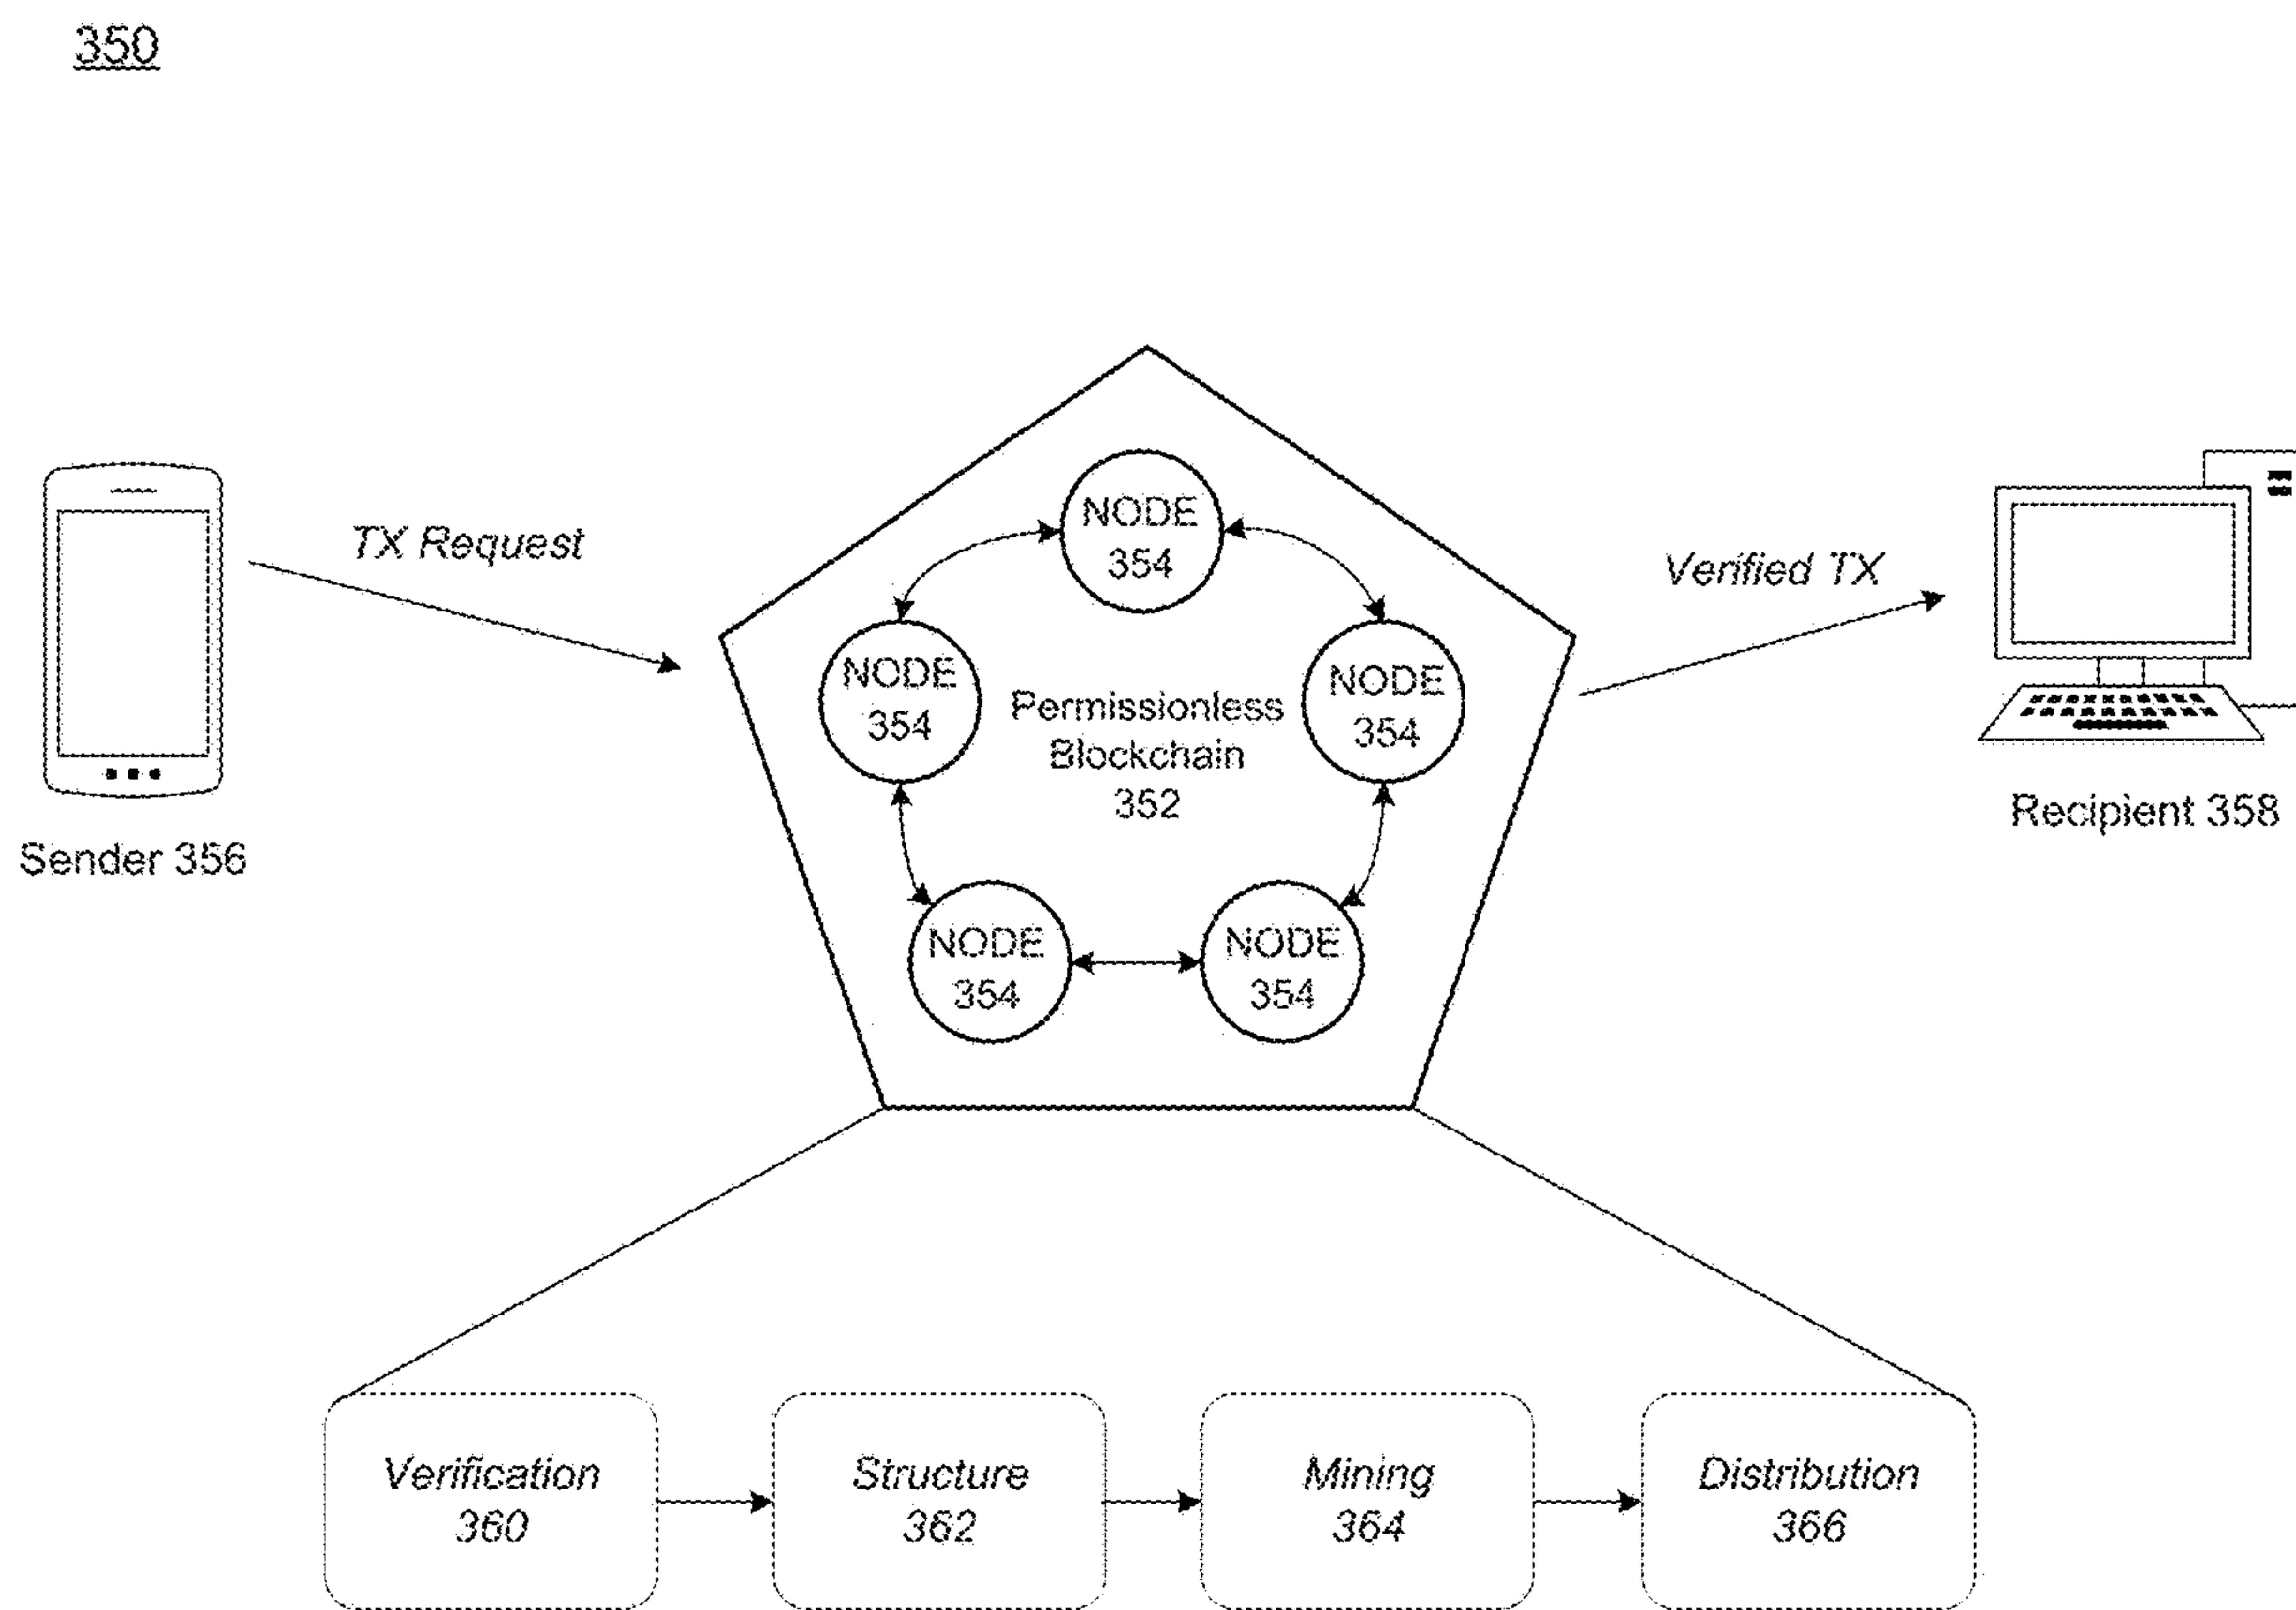 350
TX Request
Verified TX
NODE
354
NODE
354
NODE
354
Permissionless
Blockchain
352
NODE
354
NODE
354
Sender 356
Recipient 358
Verification
360
Structure
362
Mining
364
Distribution
366